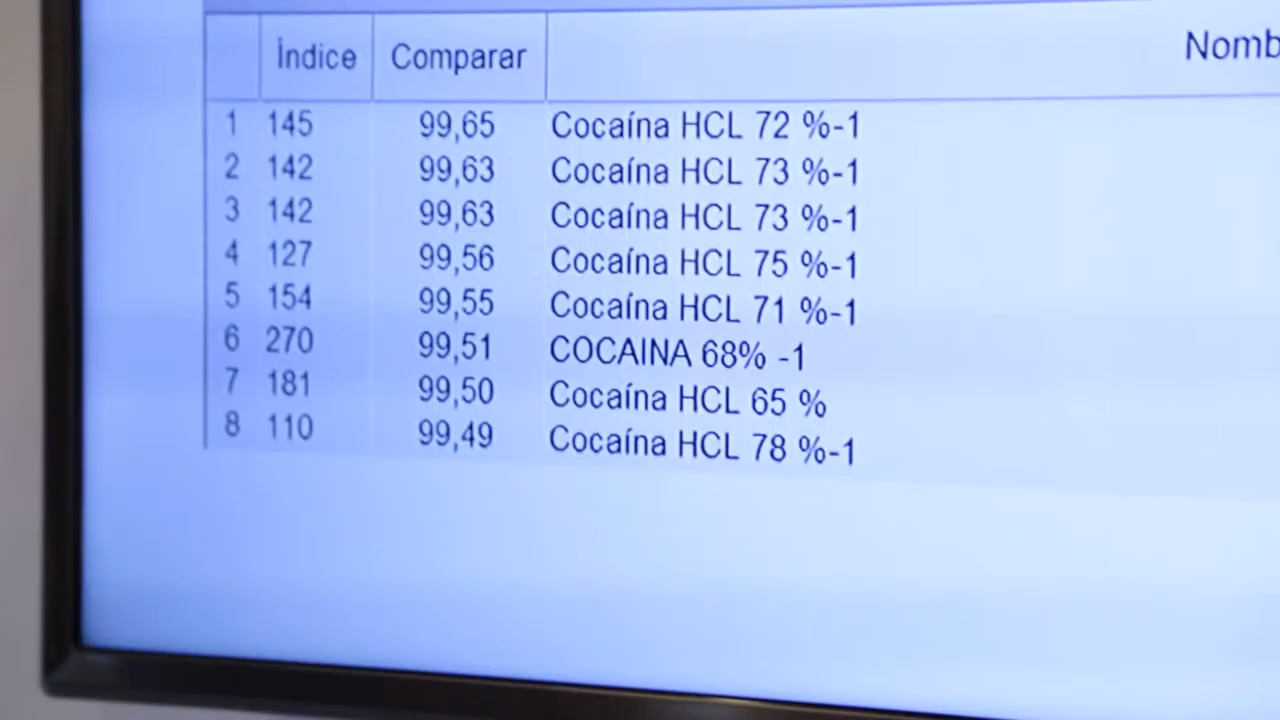 Índice Comparar Nomb
1 145 99,65 Cocaína HCL 72 %-1
2 142 99,63 Cocaína HCL 73 %-1
3 142 99,63 Cocaína HCL 73 %-1
4 127 99,56 Cocaína HCL 75 %-1
5 154 99,55 Cocaína HCL 71 %-1
6 270 99,51 COCAINA 68% -1
7 181 99,50 Cocaína HCL 65 %
8 110 99,49 Cocaína HCL 78 %-1